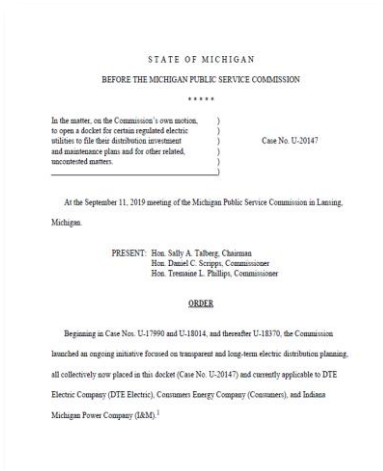 STATE OF MICHIGAN
BEFORE THE MICHIGAN PUBLIC SERVICE COMMISSION
* * * * *
In the matter, on the Commission's own motion, )
to open a docket for certain regulated electric )
utilities to file their distribution investment ) Case No. U-20147
and maintenance plans and for other related, )
uncontested matters. )
)
At the September 11, 2019 meeting of the Michigan Public Service Commission in Lansing,
Michigan.
PRESENT: Hon. Sally A. Talberg, Chairman
Hon. Daniel C. Scripps, Commissioner
Hon. Tremaine L. Phillips, Commissioner
ORDER
Beginning in Case Nos. U-17990 and U-18014, and thereafter U-18370, the Commission
launched an ongoing initiative focused on transparent and long-term electric distribution planning,
all collectively now placed in this docket (Case No. U-20147) and currently applicable to DTE
Electric Company (DTE Electric), Consumers Energy Company (Consumers), and Indiana
Michigan Power Company (I&M).1